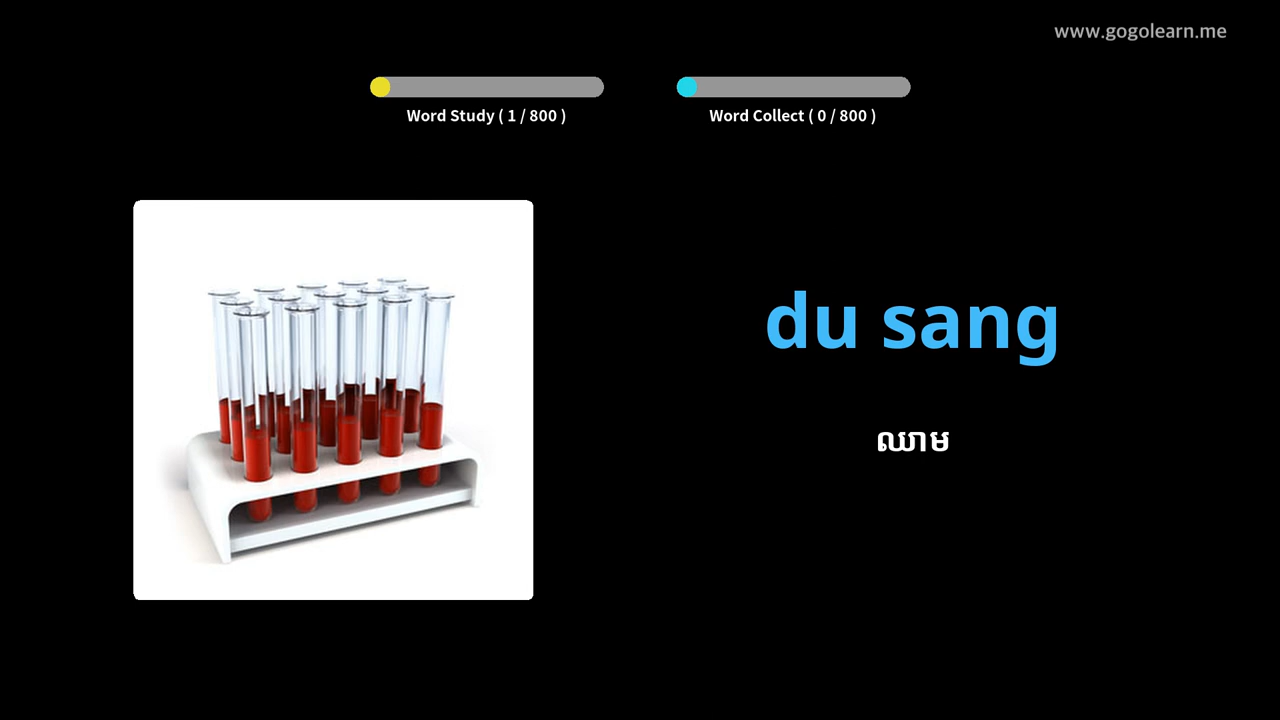 www.gogolearn.me
Word Study ( 1 / 800 )
Word Collect ( 0 / 800 )
du sang
ឈាម